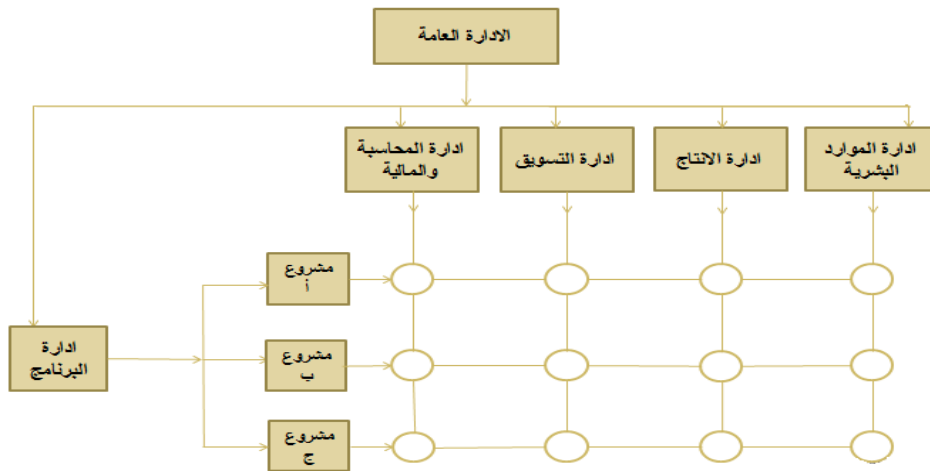 الادارة العامة
ادارة الموارد
البشرية
ادارة الانتاج
ادارة التسويق
ادارة المحاسبة
والمالية
مشروع
أ
مشروع
ب
مشروع
ج
ادارة
البرنامج